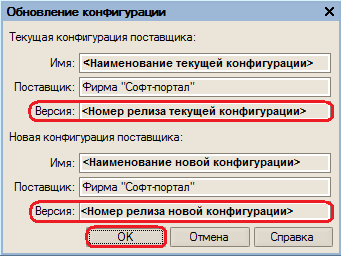 Обновление конфигурации
Текущая конфигурация поставщика:
Имя: <Наименование текущей конфигурации>
Поставщик: Фирма "Софт-портал"
Версия: <Номер релиза текущей конфигурации>
Новая конфигурация поставщика:
Имя: <Наименование новой конфигурации>
Поставщик: Фирма "Софт-портал"
Версия: <Номер релиза новой конфигурации>
OK Отмена Справка